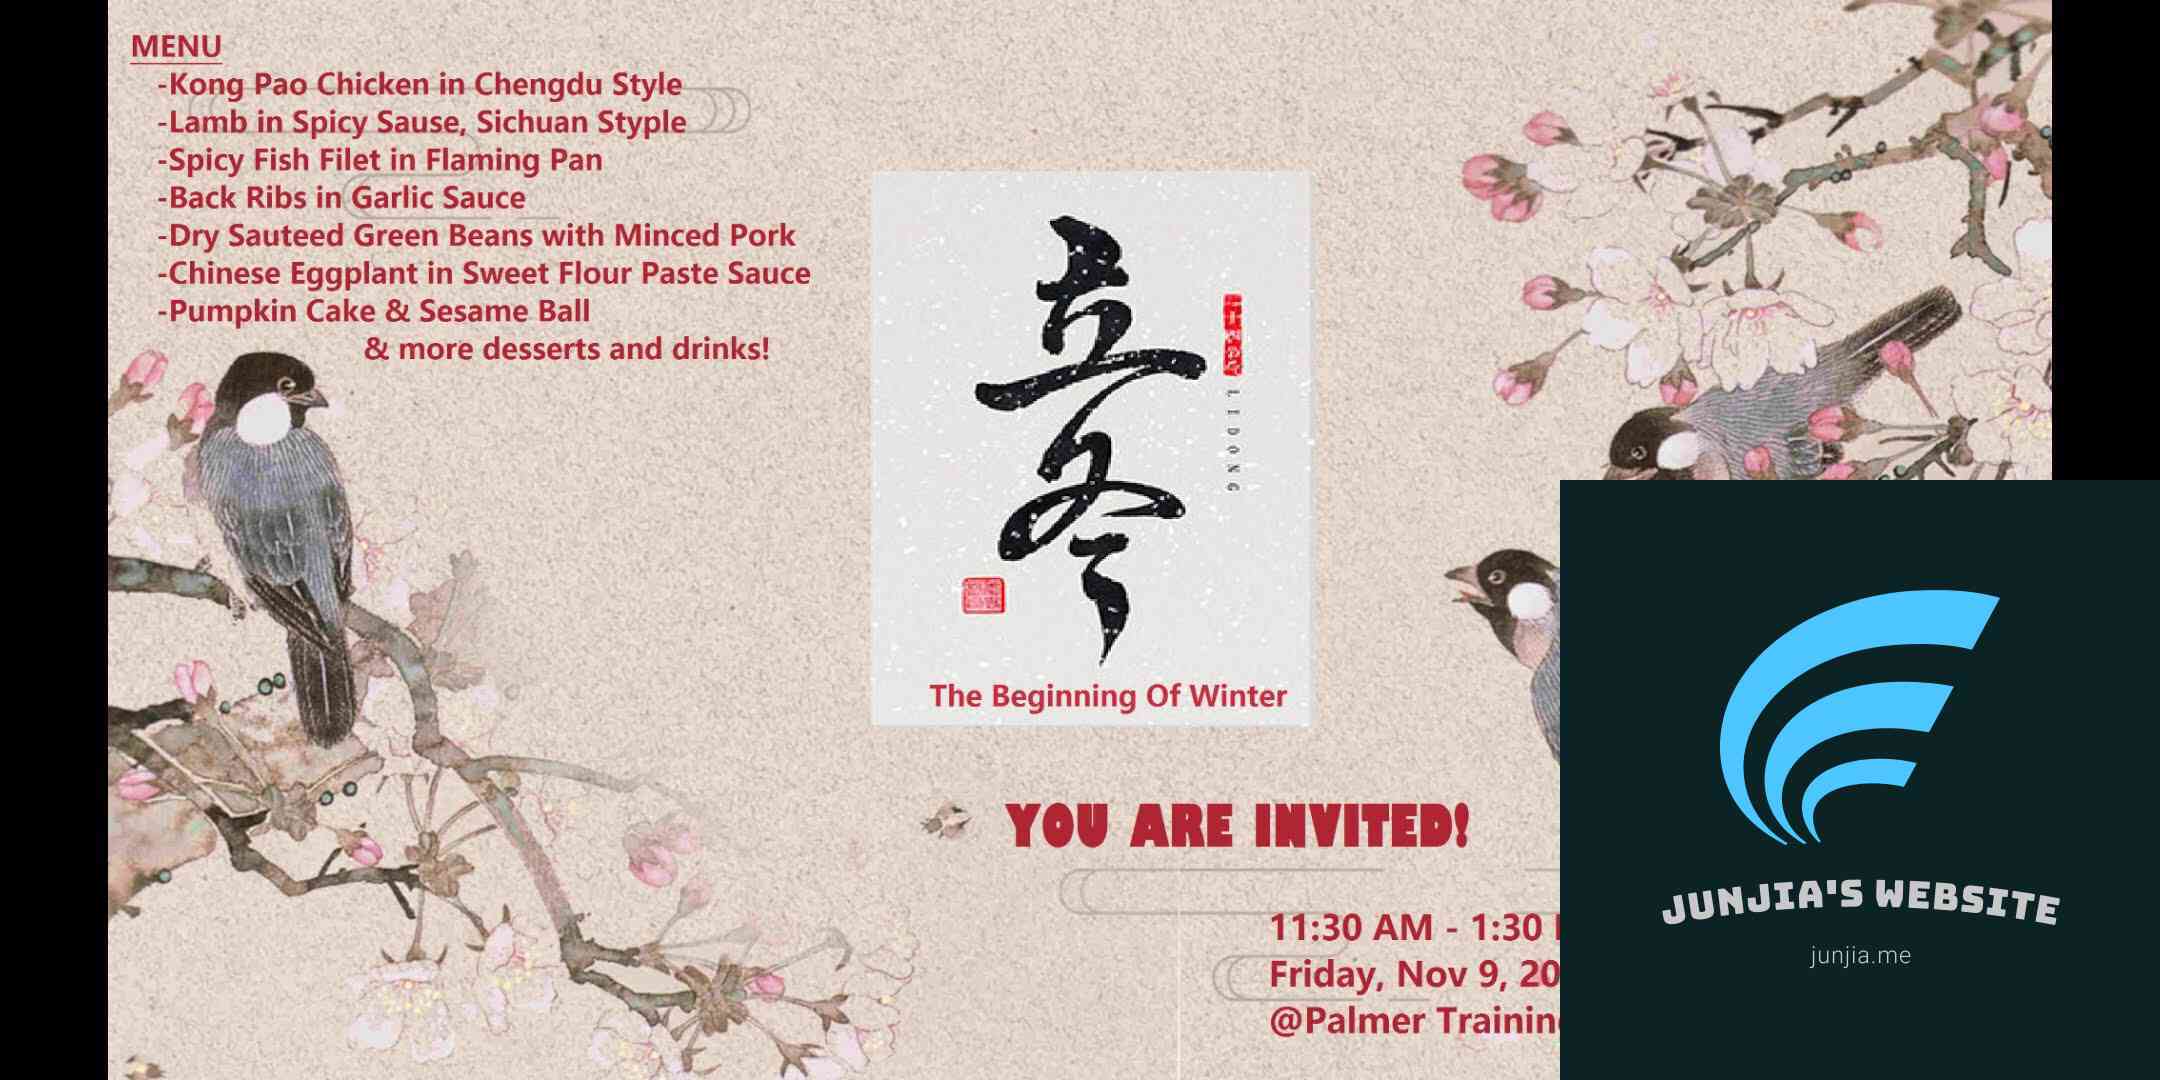 MENU
-Kong Pao Chicken in Chengdu Style
-Lamb in Spicy Sause, Sichuan Styple
-Spicy Fish Filet in Flaming Pan
-Back Ribs in Garlic Sauce
-Dry Sauteed Green Beans with Minced Pork
-Chinese Eggplant in Sweet Flour Paste Sauce
-Pumpkin Cake & Sesame Ball
& more desserts and drinks!
立冬
LIDONG
The Beginning Of Winter
YOU ARE INVITED!
11:30 AM - 1:30
Friday, Nov 9, 20
@Palmer Training
JUNJIA'S WEBSITE
junjia.me